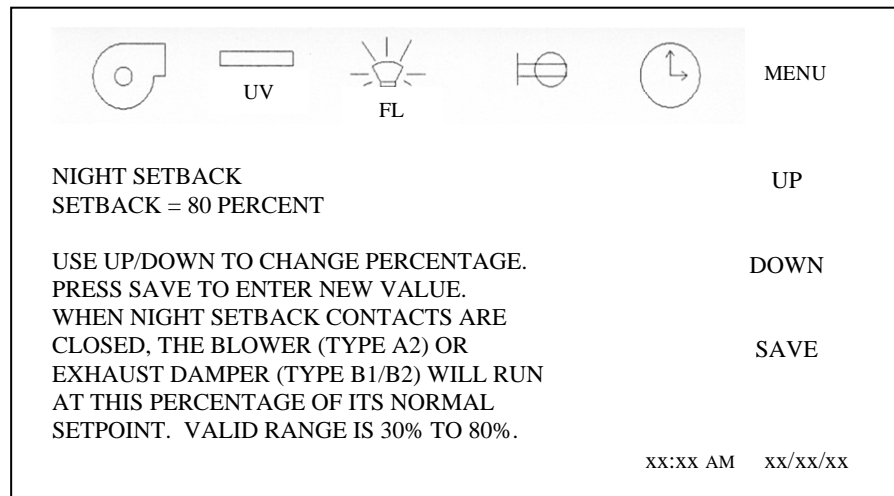 UV
FL
MENU
NIGHT SETBACK
SETBACK = 80 PERCENT
UP
USE UP/DOWN TO CHANGE PERCENTAGE.
PRESS SAVE TO ENTER NEW VALUE.
WHEN NIGHT SETBACK CONTACTS ARE
CLOSED, THE BLOWER (TYPE A2) OR
EXHAUST DAMPER (TYPE B1/B2) WILL RUN
AT THIS PERCENTAGE OF ITS NORMAL
SETPOINT.  VALID RANGE IS 30% TO 80%.
DOWN
SAVE
xx:xx AM xx/xx/xx